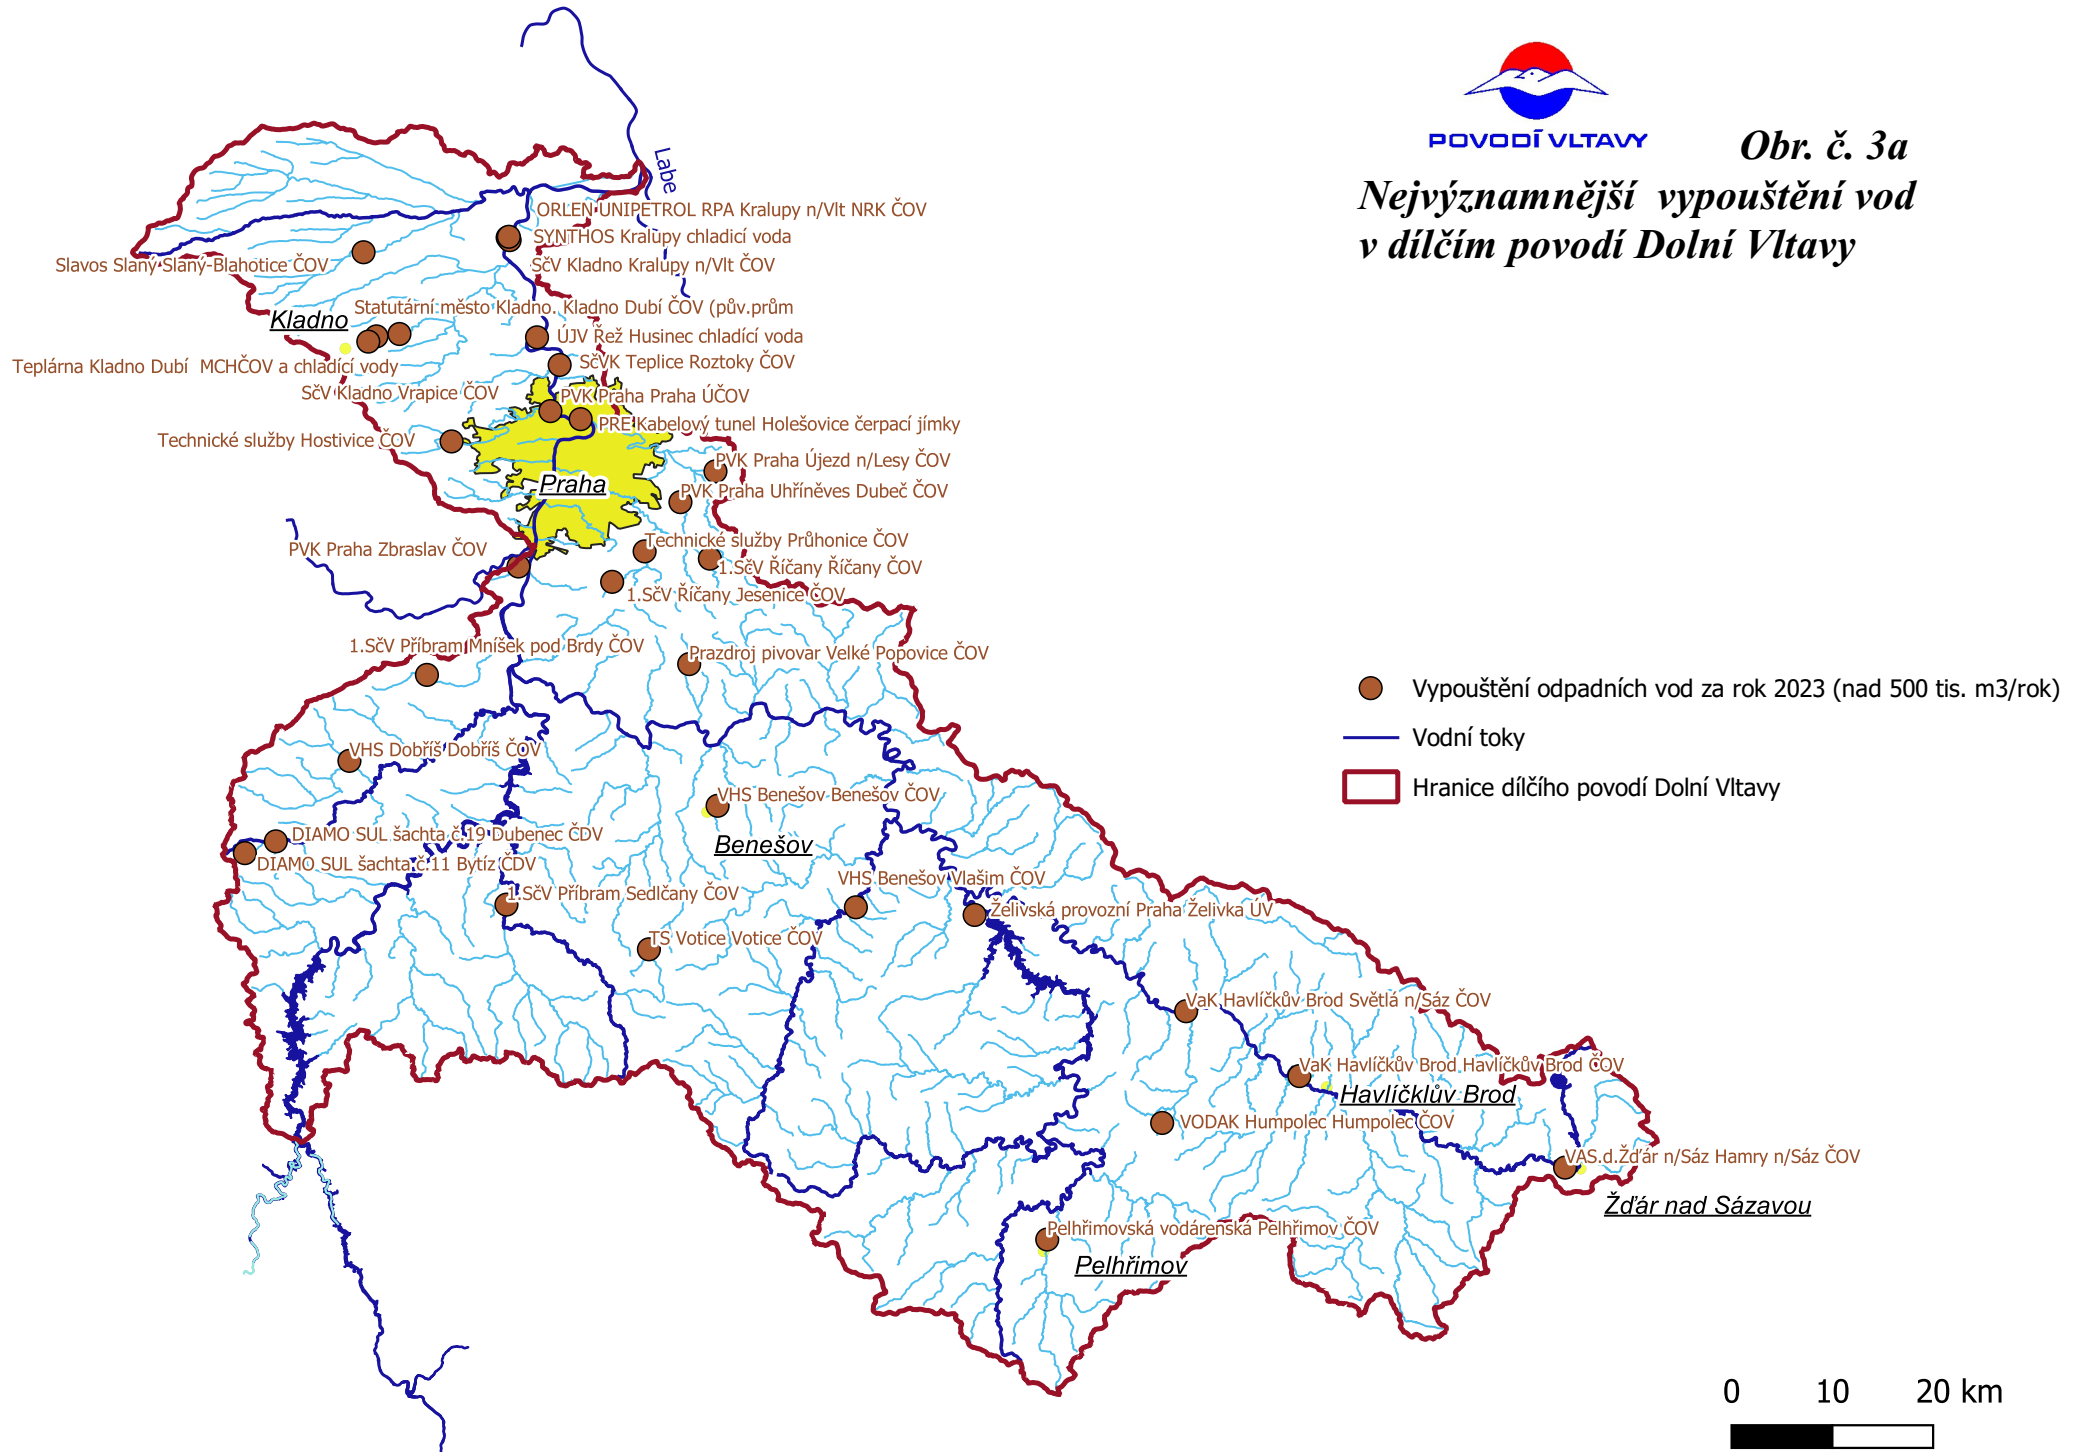 POVODÍ VLTAVY
Obr. č. 3a
Nejvýznamnější vypouštění vod
v dílčím povodí Dolní Vltavy
Labe
ORLEN UNIPETROL RPA Kralupy n/Vlt NRK ČOV
SYNTHOS Kralupy chladicí voda
Slavos Slaný Slaný-Blahotice ČOV
SčV Kladno Kralupy n/Vlt ČOV
Statutární město Kladno. Kladno Dubí ČOV (pův.prům
Kladno
ÚJV Řež Husinec chladící voda
Teplárna Kladno Dubí MCHČOV a chladící vody
SčVK Teplice Roztoky ČOV
SčV Kladno Vrapice ČOV
PVK Praha Praha ÚČOV
PRE Kabelový tunel Holešovice čerpací jímky
Technické služby Hostivice ČOV
PVK Praha Újezd n/Lesy ČOV
Praha
PVK Praha Uhříněves Dubeč ČOV
Technické služby Průhonice ČOV
PVK Praha Zbraslav ČOV
1.SčV Říčany Říčany ČOV
1.SčV Říčany Jesenice ČOV
1.SčV Příbram Mníšek pod Brdy ČOV
Prazdroj pivovar Velké Popovice ČOV
Vypouštění odpadních vod za rok 2023 (nad 500 tis. m3/rok)
Vodní toky
Hranice dílčího povodí Dolní Vltavy
VHS Dobříš Dobříš ČOV
VHS Benešov Benešov ČOV
DIAMO SUL šachta č.19 Dubenec ČDV
Benešov
DIAMO SUL šachta č.11 Bytíz ČDV
VHS Benešov Vlašim ČOV
1.SčV Příbram Sedlčany ČOV
Želivská provozní Praha Želivka ÚV
TS Votice Votice ČOV
VaK Havlíčkův Brod Světlá n/Sáz ČOV
VaK Havlíčkův Brod Havlíčkův Brod ČOV
Havlíčklův Brod
VODAK Humpolec Humpolec ČOV
VAS.d.Žďár n/Sáz Hamry n/Sáz ČOV
Žďár nad Sázavou
Pelhřimovská vodárenská Pelhřimov ČOV
Pelhřimov
0 10 20 km